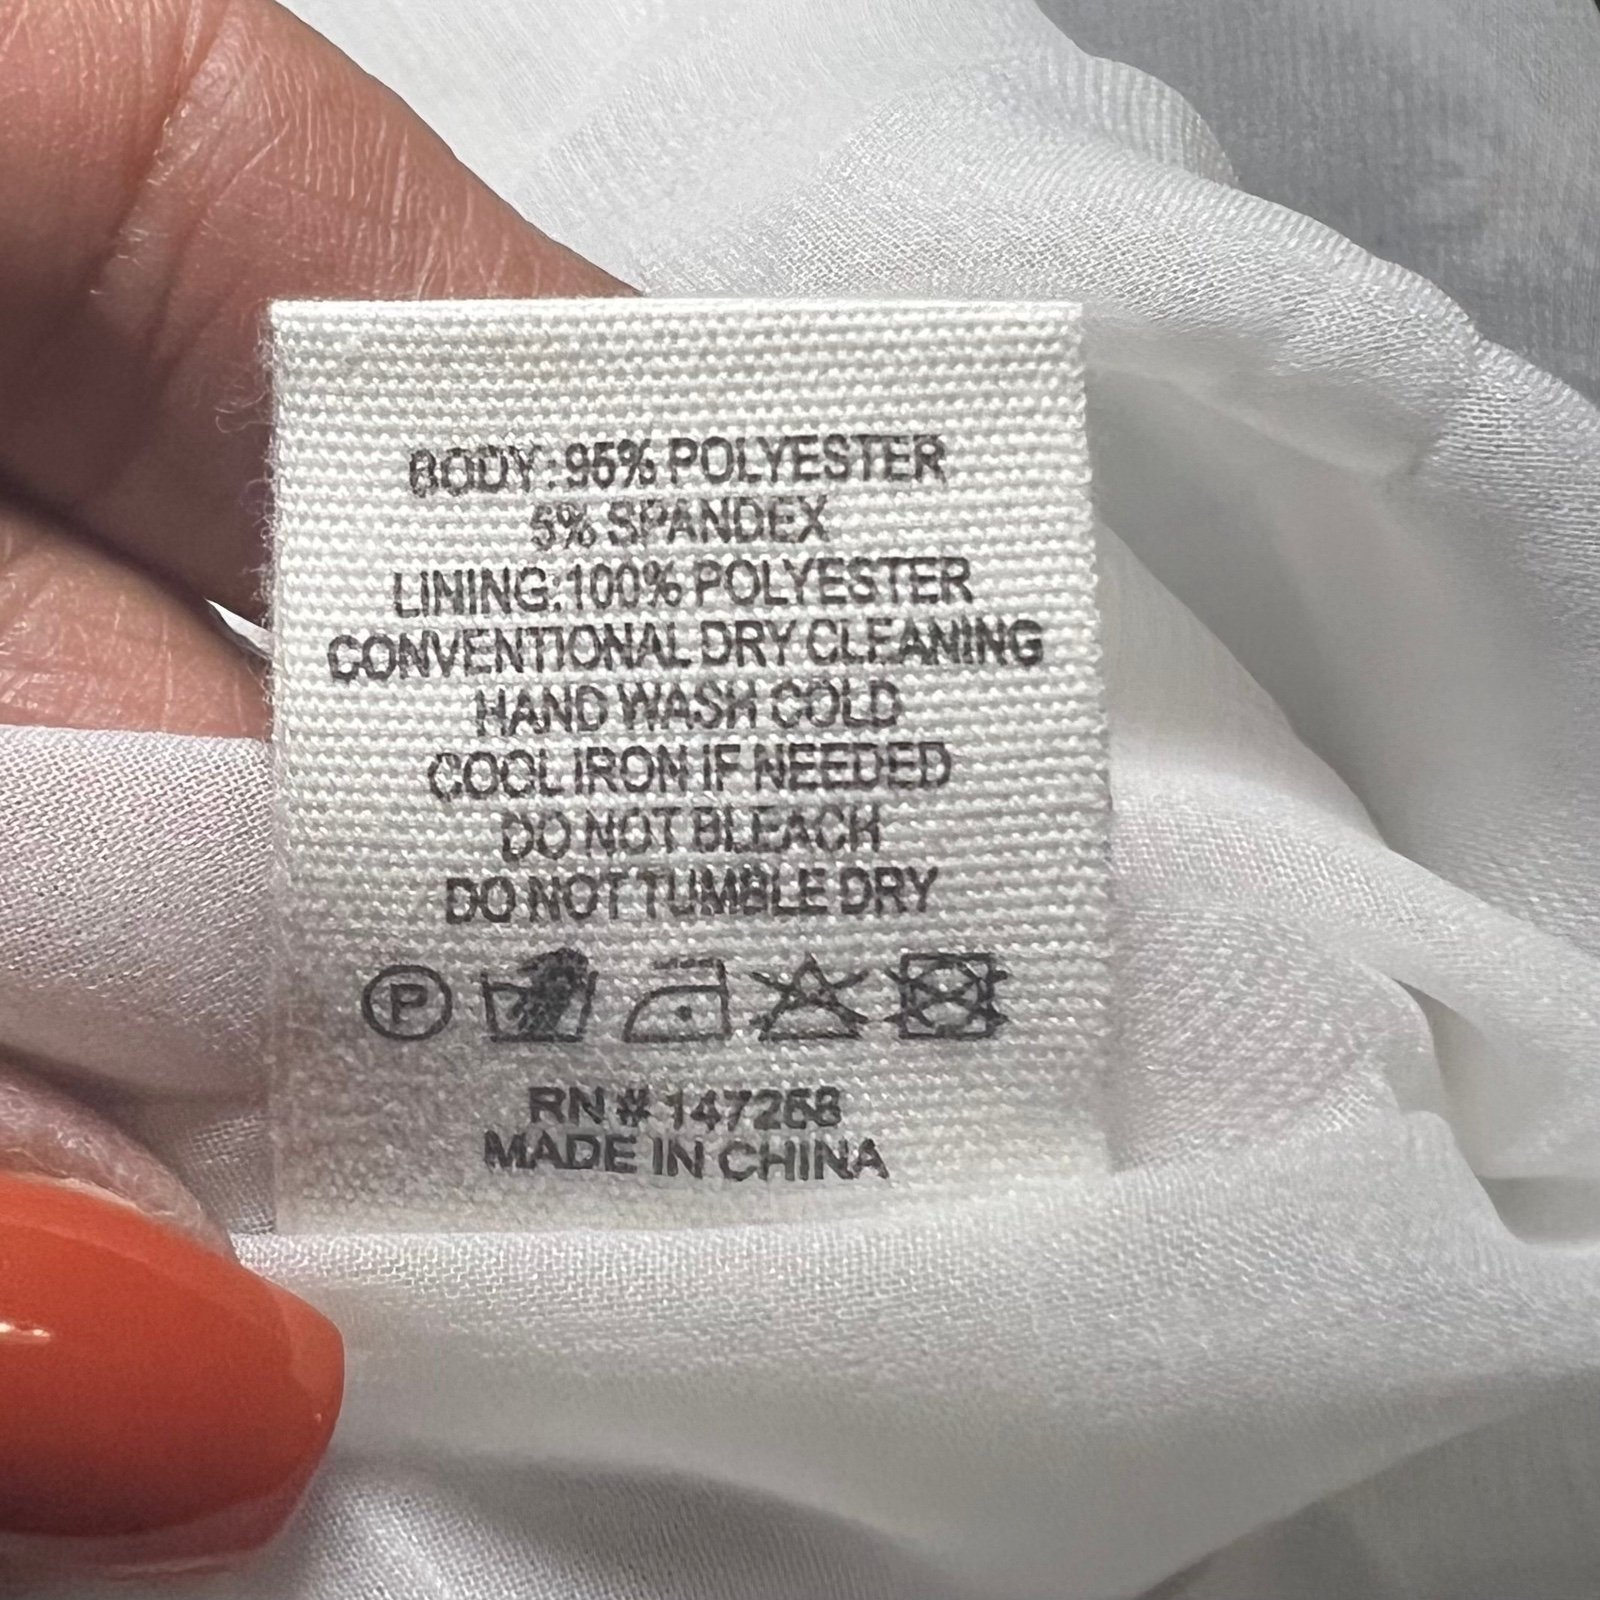 BODY:95% POLYESTER
5% SPANDEX
LINING:100% POLYESTER
CONVENTIONAL DRY CLEANING
HAND WASH COLD
COOL IRON IF NEEDED
DO NOT BLEACH
DO NOT TUMBLE DRY
P
RN # 147268
MADE IN CHINA